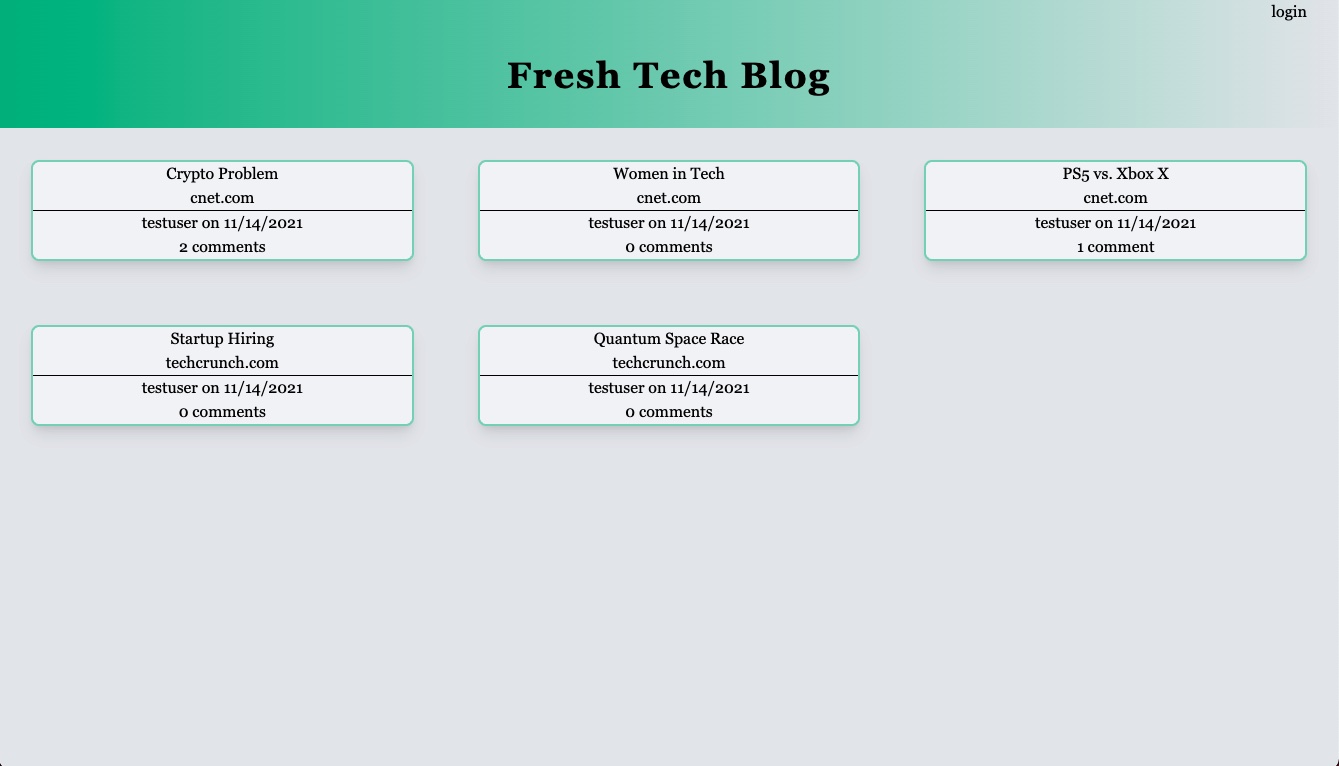 login
Fresh Tech Blog
Crypto Problem
cnet.com
testuser on 11/14/2021
2 comments
Women in Tech
cnet.com
testuser on 11/14/2021
0 comments
PS5 vs. Xbox X
cnet.com
testuser on 11/14/2021
1 comment
Startup Hiring
techcrunch.com
testuser on 11/14/2021
0 comments
Quantum Space Race
techcrunch.com
testuser on 11/14/2021
0 comments